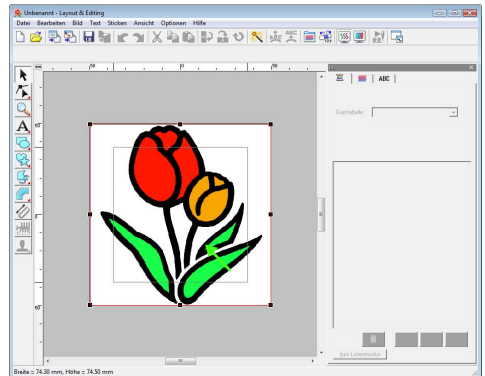 Unbenannt - Layout & Editing
Datei Bearbeiten Bild Text Sticken Ansicht Optionen Hilfe
ABC
Garntabelle:
zum Listenmodus
Breite = 74.30 mm, Höhe = 74.50 mm